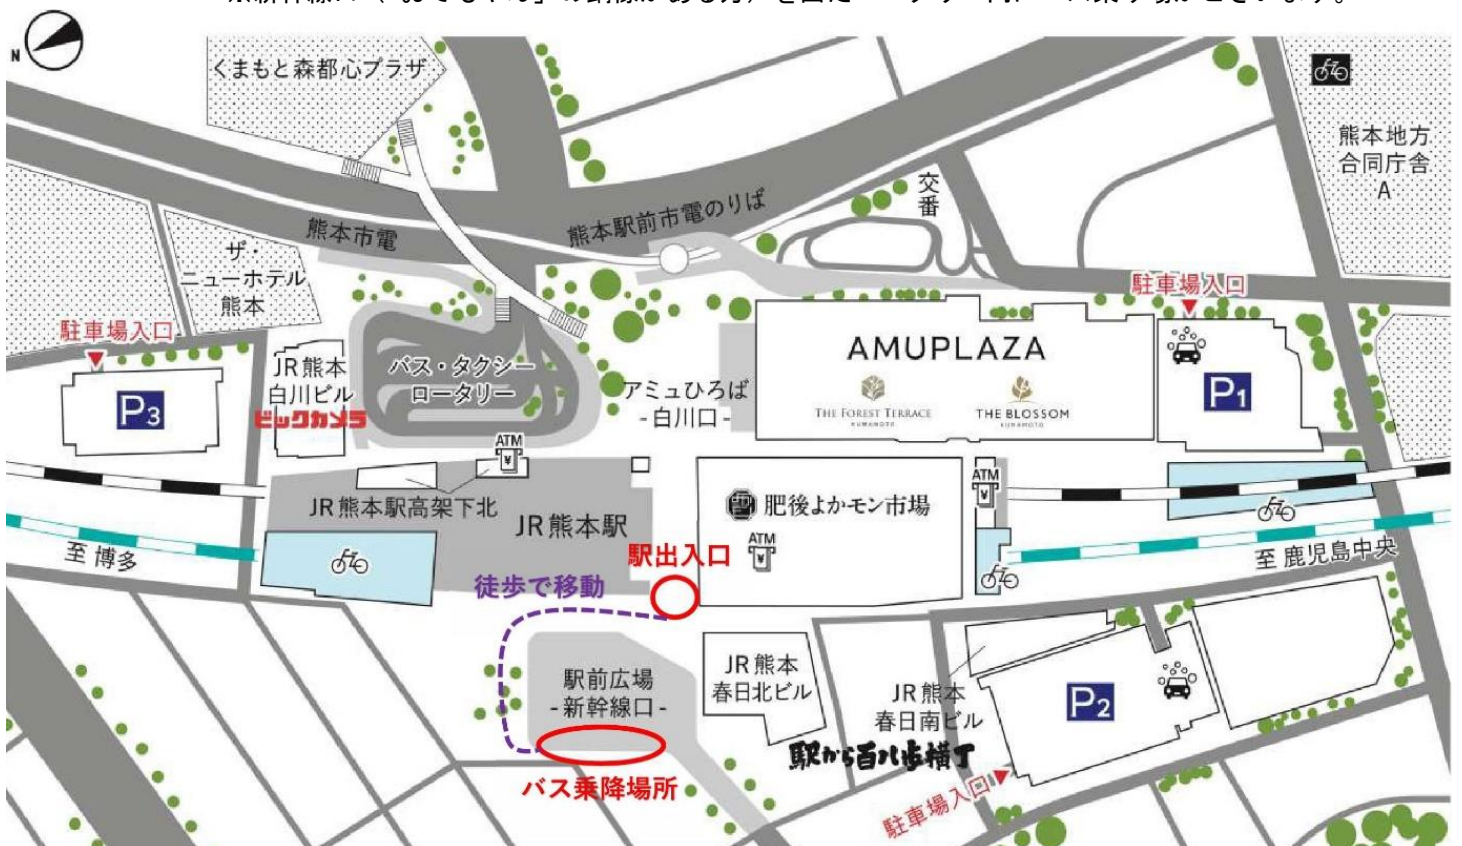 N
くまもと森都心プラザ
熊本地方
合同庁舎
A
交番
熊本市電
熊本駅前市電のりば
ザ・
ニューホテル
熊本
駐車場入口
駐車場入口
JR熊本
白川ビル
ビックカメラ
バス・タクシー
ロータリー
アミュひろば
-白川口-
AMUPLAZA
THE FOREST TERRACE
KUMAMOTO
THE BLOSSOM
KUMAMOTO
P1
P3
ATM
¥
JR熊本駅高架下北
JR熊本駅
肥後よかモン市場
ATM
¥
ATM
¥
至 博多
至 鹿児島中央
駅出入口
徒歩で移動
駅前広場
-新幹線口-
バス乗降場所
JR熊本
春日北ビル
JR熊本
春日南ビル
駅から百八歩横丁
P2
駐車場入口